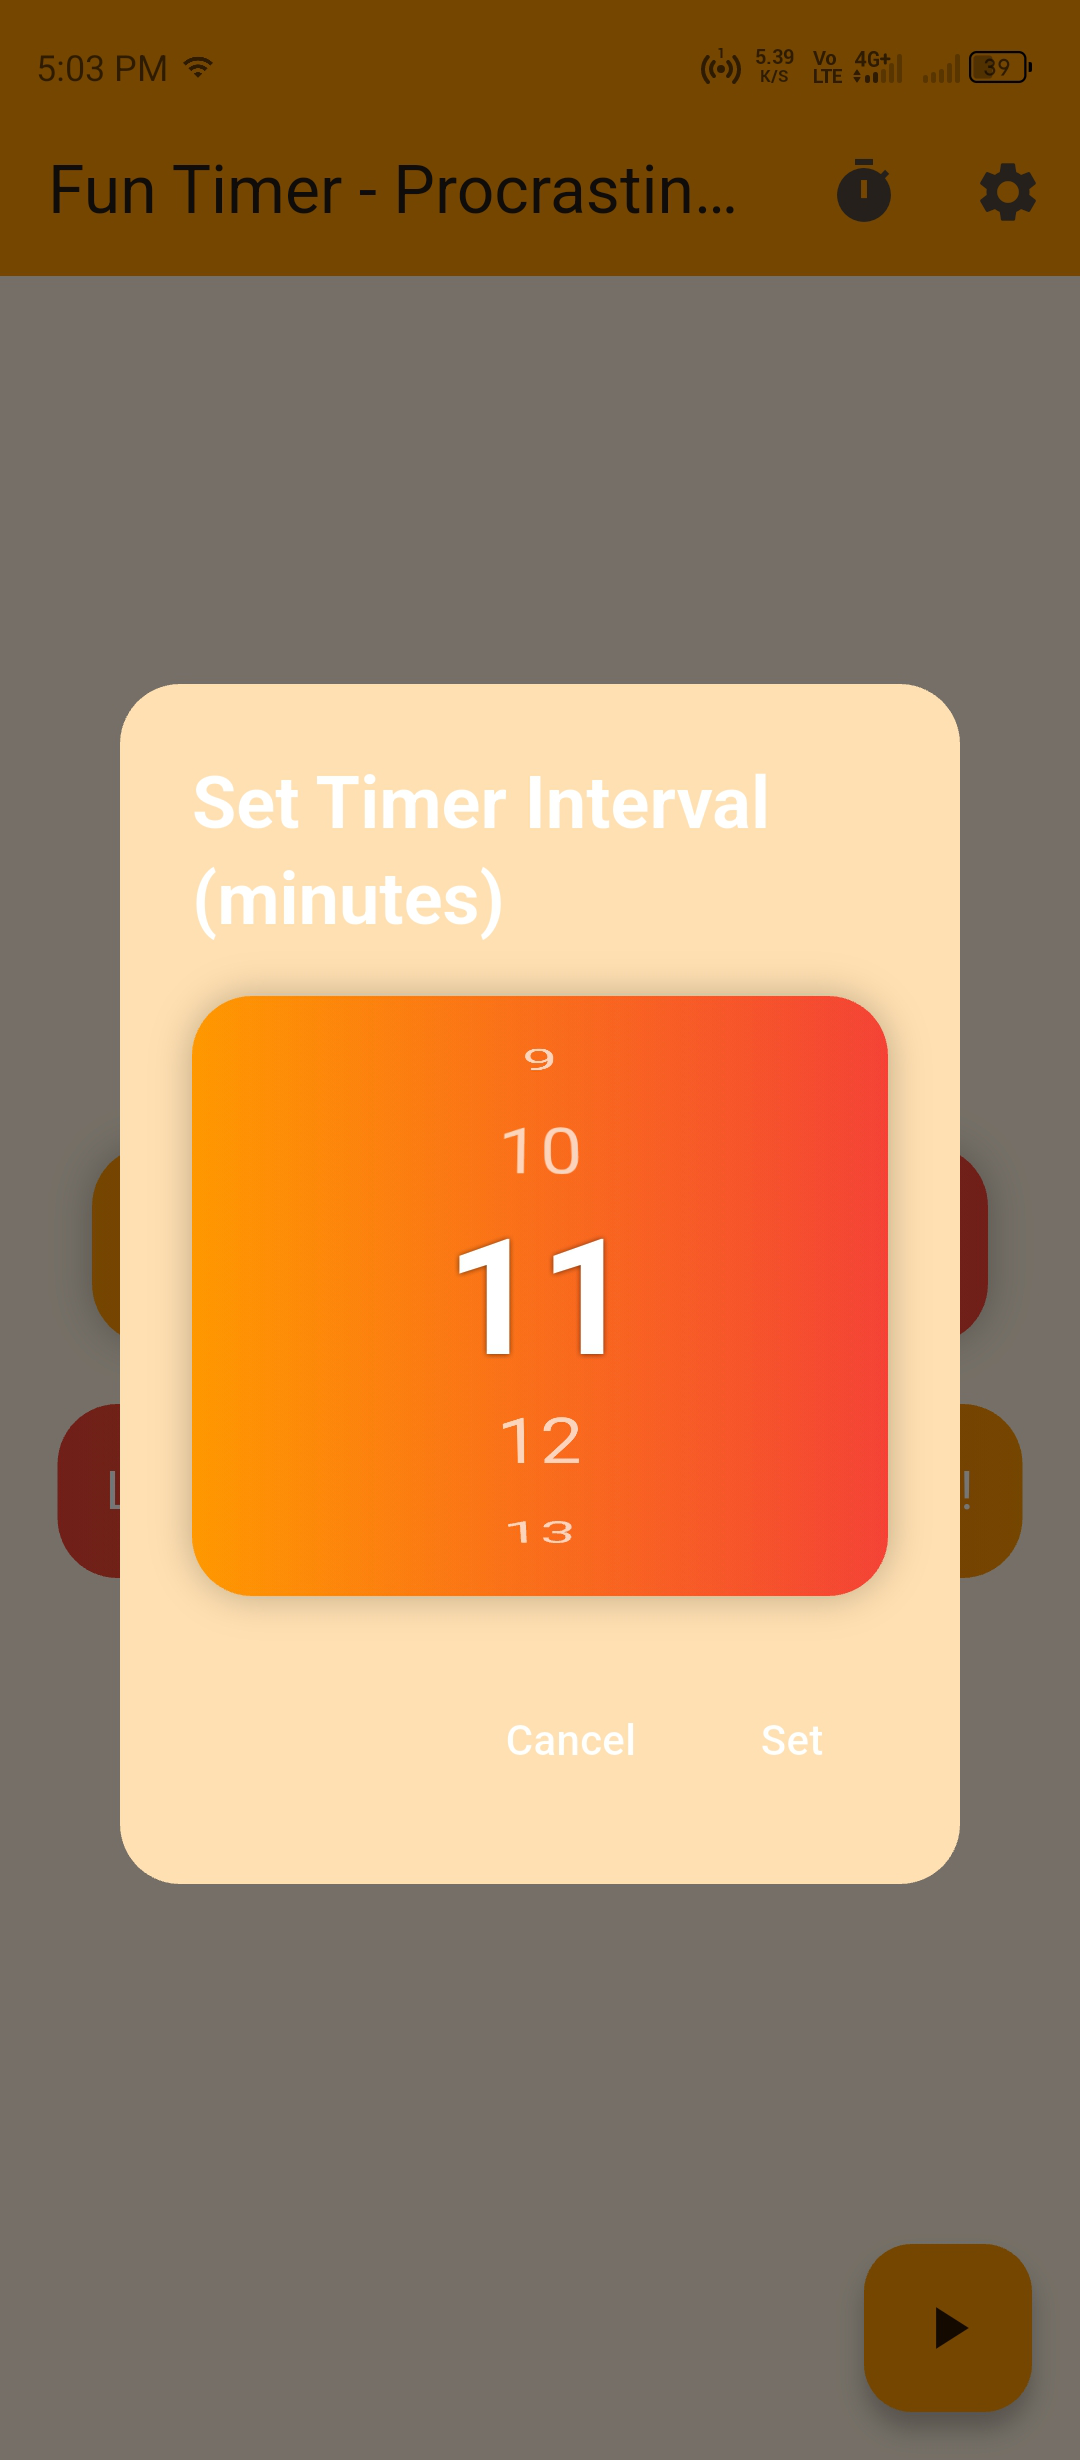 5:03 PM 1 5.39 K/S Vo LTE 4G+ 39
Fun Timer - Procrastin...
Set Timer Interval
(minutes)
9
10
11
12
13
L !
Cancel Set